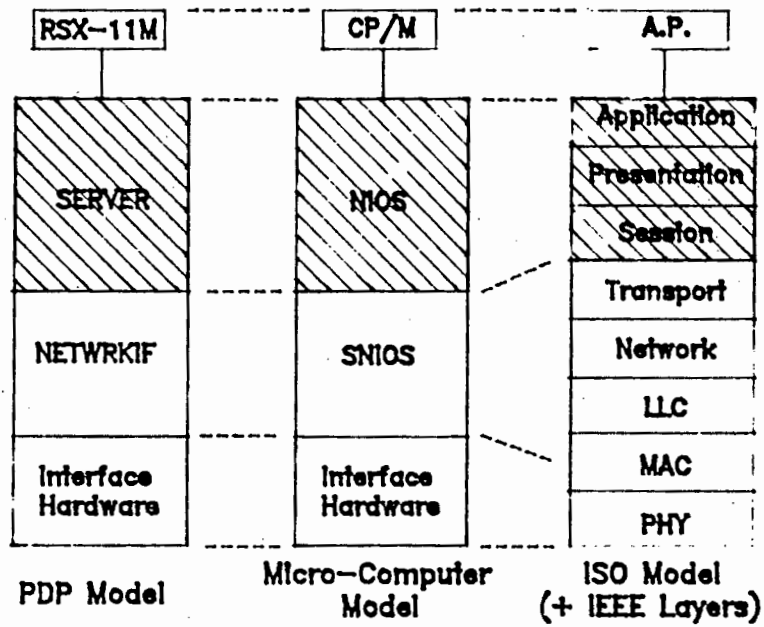 RSX-11M
CP/M
A.P.
SERVER
NETWRKIF
Interface
Hardware
PDP Model
NIOS
SNIOS
Interface
Hardware
Micro-Computer
Model
Application
Presentation
Session
Transport
Network
LLC
MAC
PHY
ISO Model
(+ IEEE Layers)